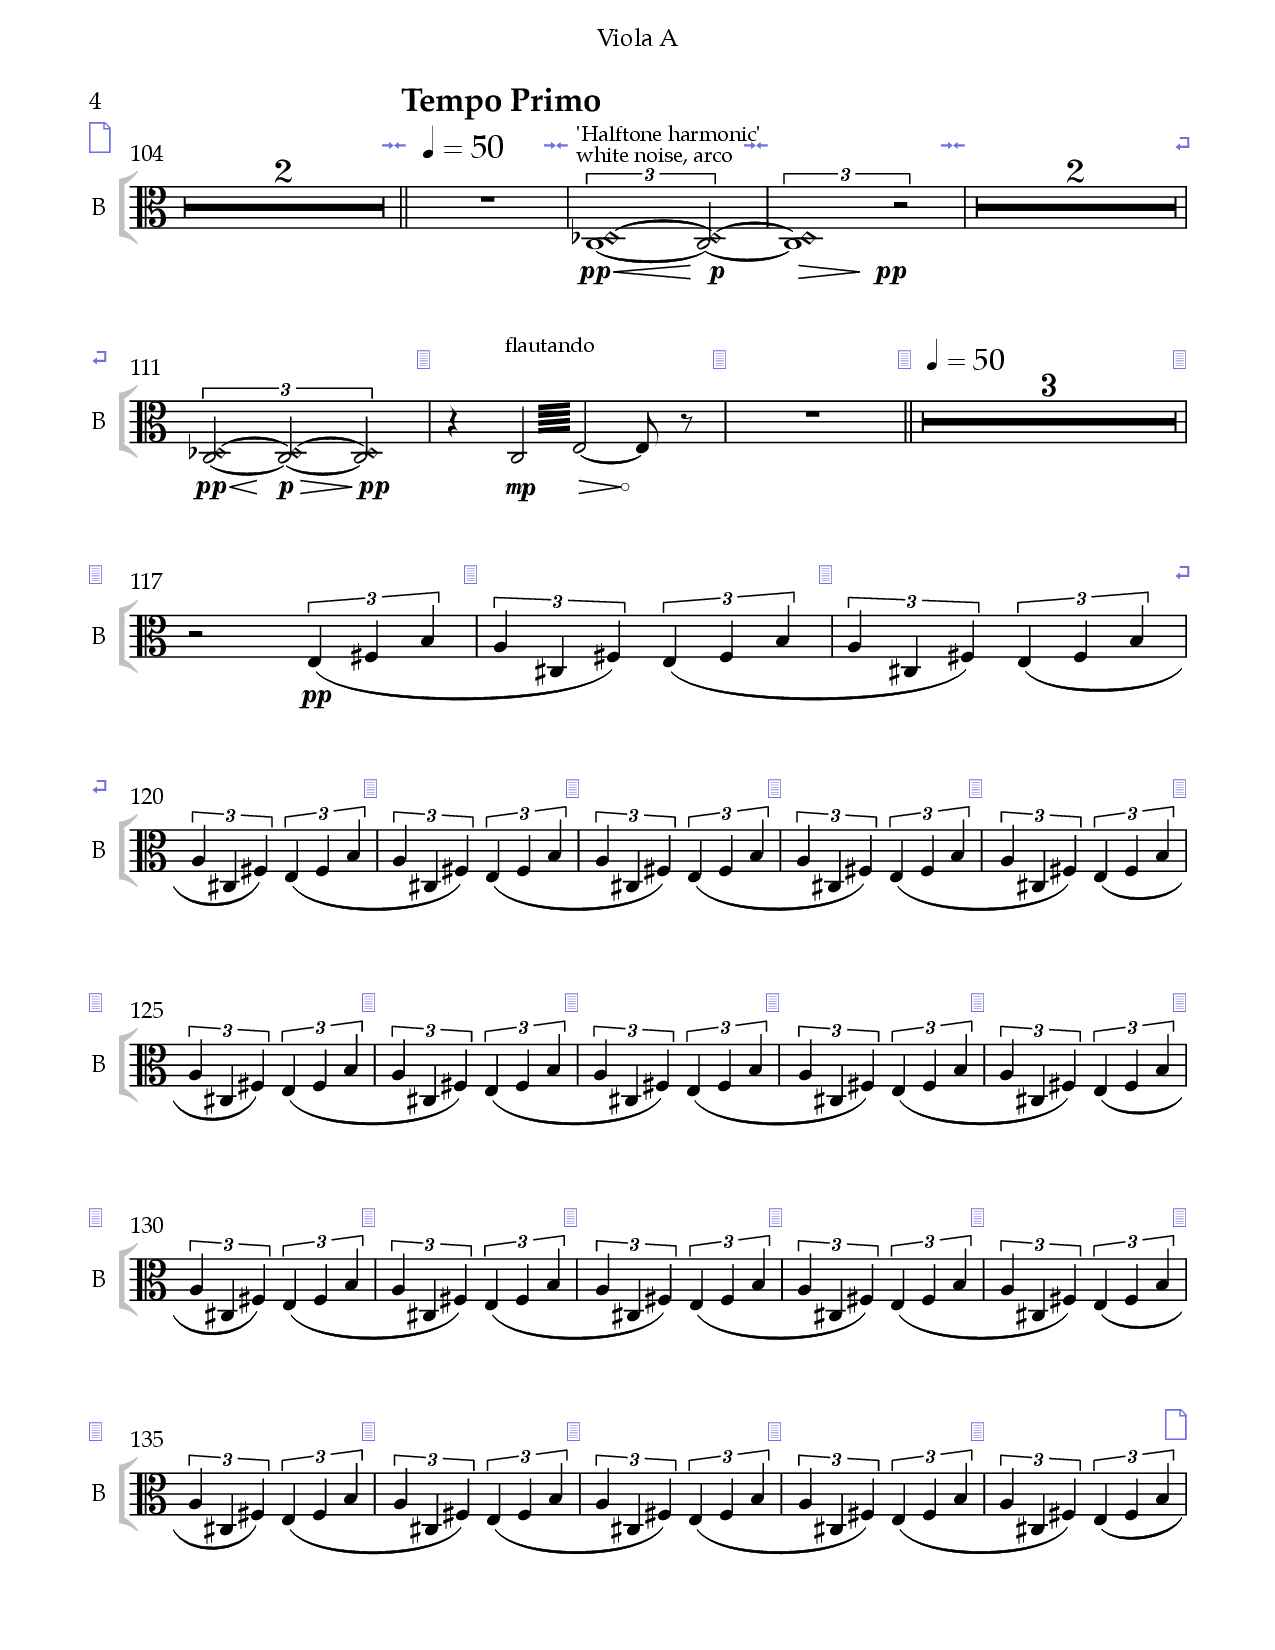 Viola A
4
Tempo Primo
'Halftone harmonic'
104 2 ♩ = 50 white noise, arco 3 3 2
B
pp p pp
flautando
111 3 ♩ = 50 3
B
pp p pp mp
117 3 3 3 3 3
B
pp
120 3 3 3 3 3 3 3 3 3 3
B
125 3 3 3 3 3 3 3 3 3 3
B
130 3 3 3 3 3 3 3 3 3 3
B
135 3 3 3 3 3 3 3 3 3 3
B